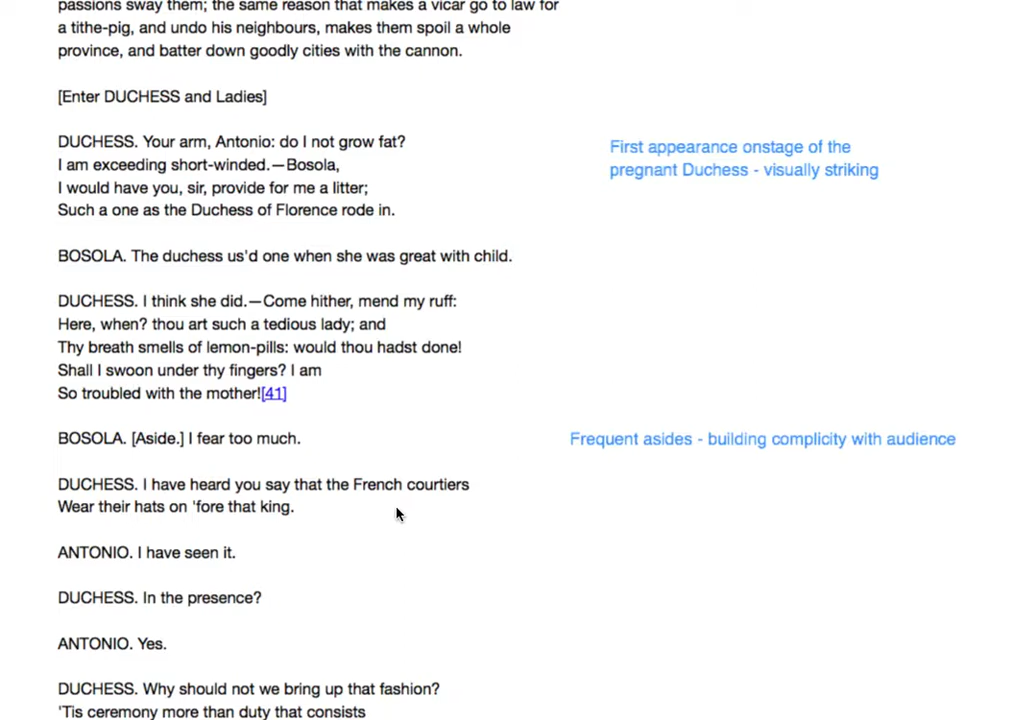 passions sway them; the same reason that makes a vicar go to law for
a tithe-pig, and undo his neighbours, makes them spoil a whole
province, and batter down goodly cities with the cannon.
[Enter DUCHESS and Ladies]
DUCHESS. Your arm, Antonio: do I not grow fat?
I am exceeding short-winded.—Bosola,
I would have you, sir, provide for me a litter;
Such a one as the Duchess of Florence rode in.
First appearance onstage of the
pregnant Duchess - visually striking
BOSOLA. The duchess us'd one when she was great with child.
DUCHESS. I think she did.—Come hither, mend my ruff:
Here, when? thou art such a tedious lady; and
Thy breath smells of lemon-pills: would thou hadst done!
Shall I swoon under thy fingers? I am
So troubled with the mother![41]
BOSOLA. [Aside.] I fear too much.
Frequent asides - building complicity with audience
DUCHESS. I have heard you say that the French courtiers
Wear their hats on 'fore that king.
ANTONIO. I have seen it.
DUCHESS. In the presence?
ANTONIO. Yes.
DUCHESS. Why should not we bring up that fashion?
'Tis ceremony more than duty that consists